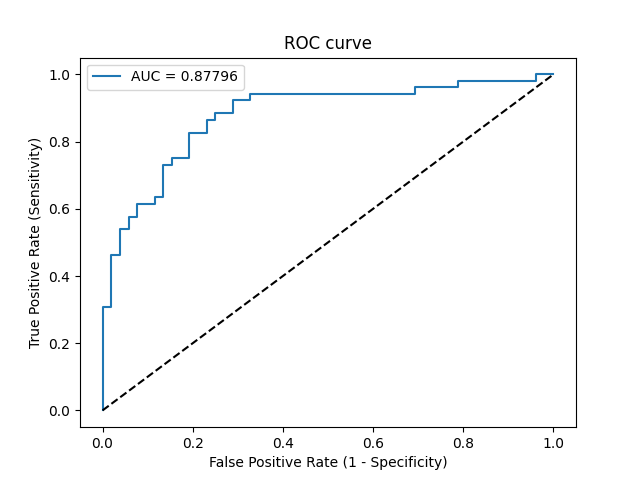 ROC curve
AUC = 0.87796
True Positive Rate (Sensitivity)
1.0
0.8
0.6
0.4
0.2
0.0
0.0 0.2 0.4 0.6 0.8 1.0
False Positive Rate (1 - Specificity)